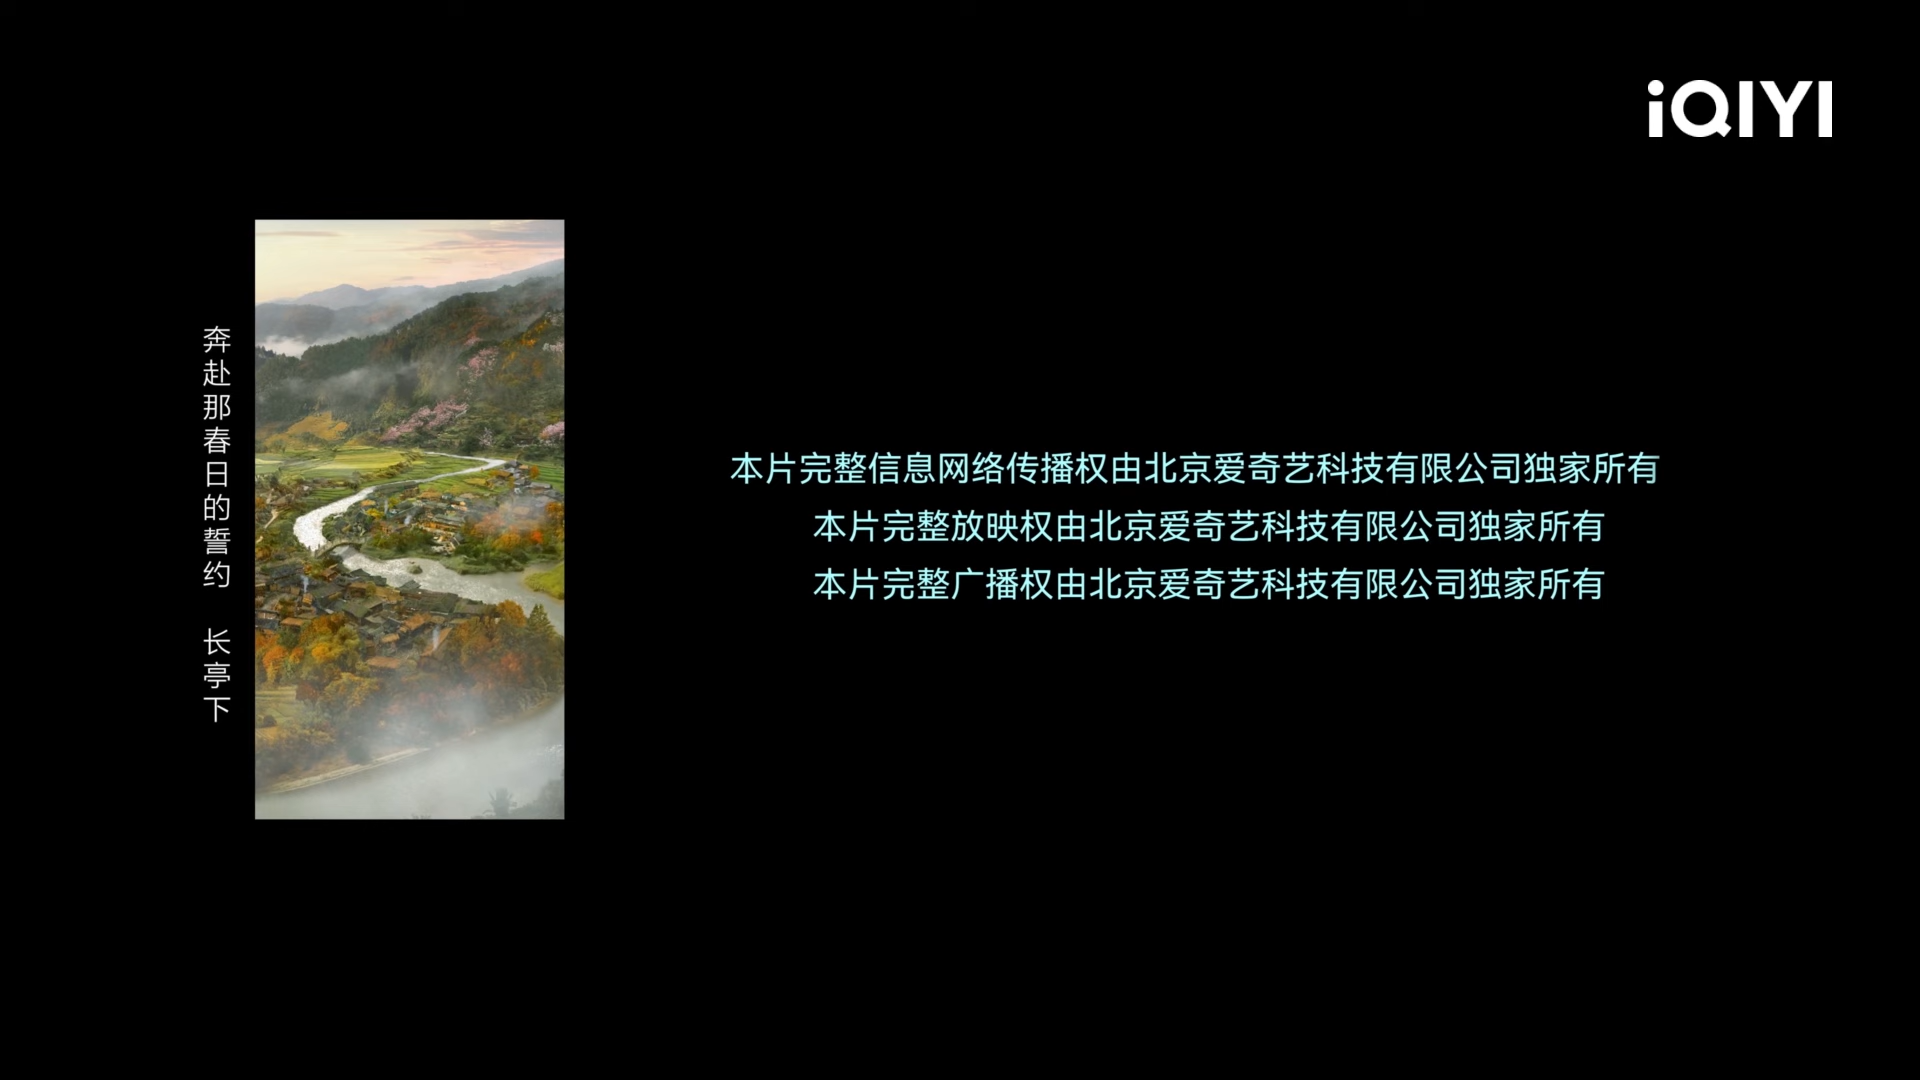 iQIYI
奔赴那春日的誓约 长亭下
本片完整信息网络传播权由北京爱奇艺科技有限公司独家所有
本片完整放映权由北京爱奇艺科技有限公司独家所有
本片完整广播权由北京爱奇艺科技有限公司独家所有